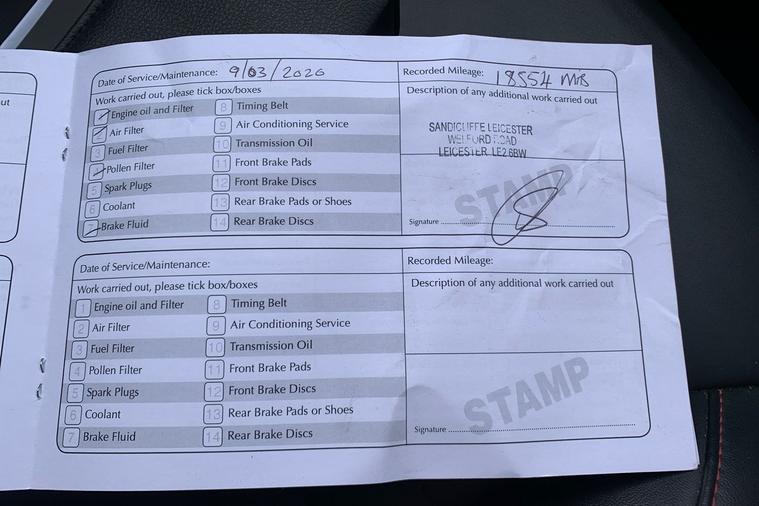 ut
Date of Service/Maintenance: 9/03/2026
Recorded Mileage: 18554 Mls
Work carried out, please tick box/boxes
Description of any additional work carried out
Engine oil and Filter
8 Timing Belt
2 Air Filter
9 Air Conditioning Service
3 Fuel Filter
10 Transmission Oil
Pollen Filter
11 Front Brake Pads
5 Spark Plugs
12 Front Brake Discs
6 Coolant
13 Rear Brake Pads or Shoes
7 Brake Fluid
14 Rear Brake Discs
SANDICLIFFE LEICESTER
WELFORD ROAD
LEICESTER LE2 6BW
STAMP
Signature
Date of Service/Maintenance:
Recorded Mileage:
Work carried out, please tick box/boxes
Description of any additional work carried out
1 Engine oil and Filter
8 Timing Belt
2 Air Filter
9 Air Conditioning Service
3 Fuel Filter
10 Transmission Oil
4 Pollen Filter
11 Front Brake Pads
5 Spark Plugs
12 Front Brake Discs
6 Coolant
13 Rear Brake Pads or Shoes
7 Brake Fluid
14 Rear Brake Discs
STAMP
Signature
ut